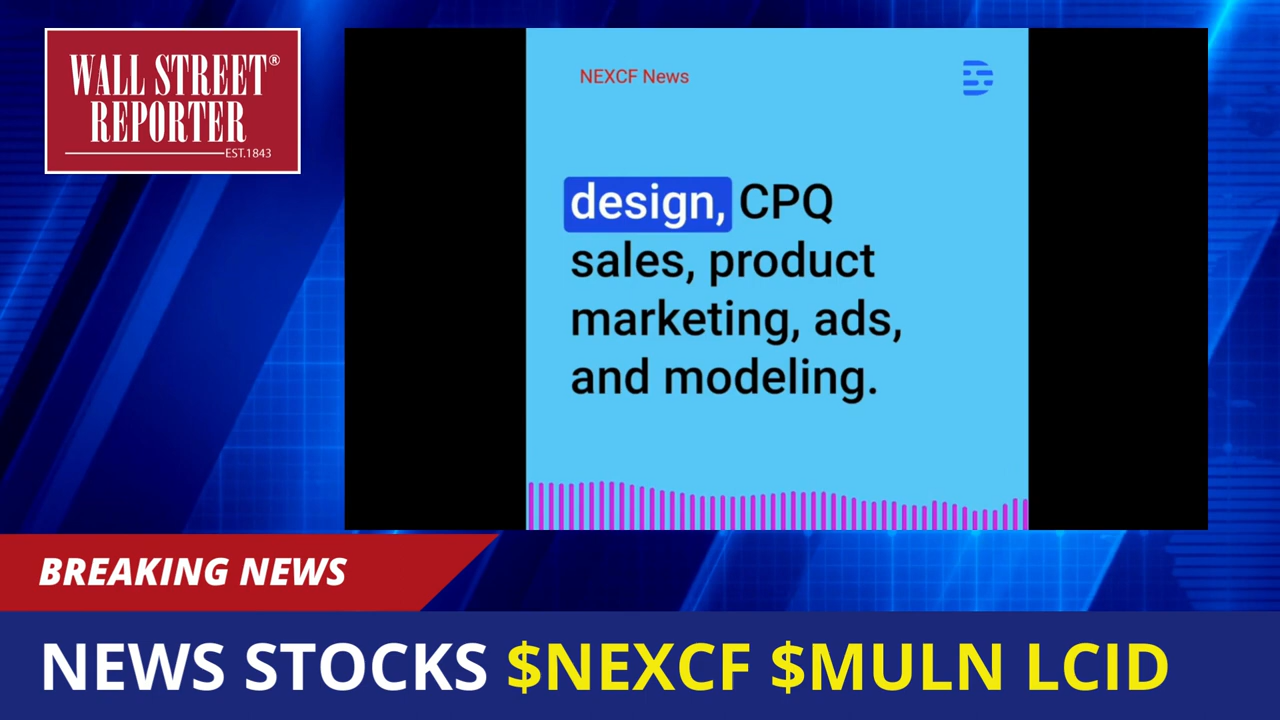 WALL STREET®
REPORTER
EST.1843
NEXCF News
design, CPQ
sales, product
marketing, ads,
and modeling.
BREAKING NEWS
NEWS STOCKS $NEXCF $MULN LCID